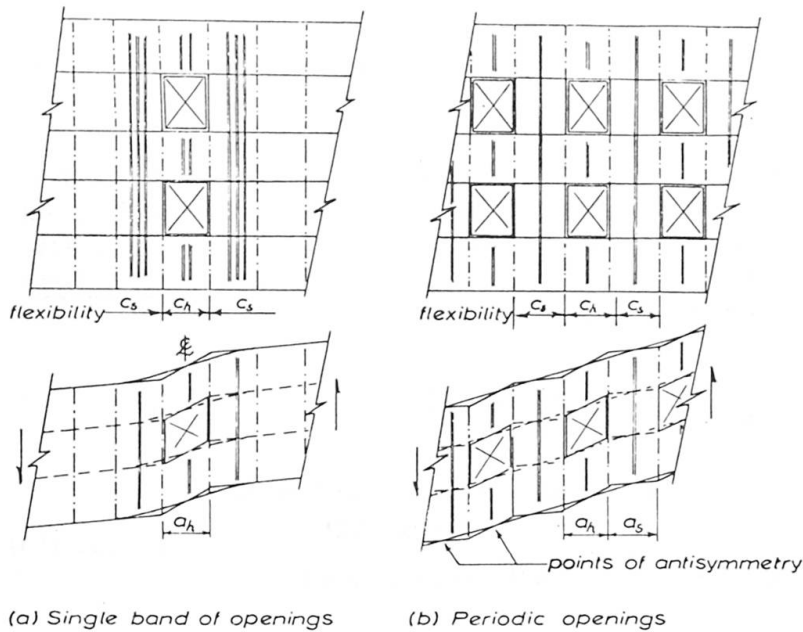 flexibility c_s c_h c_s
flexibility c_s c_h c_s
℄
a_h
a_h a_s
points of antisymmetry
(a) Single band of openings
(b) Periodic openings